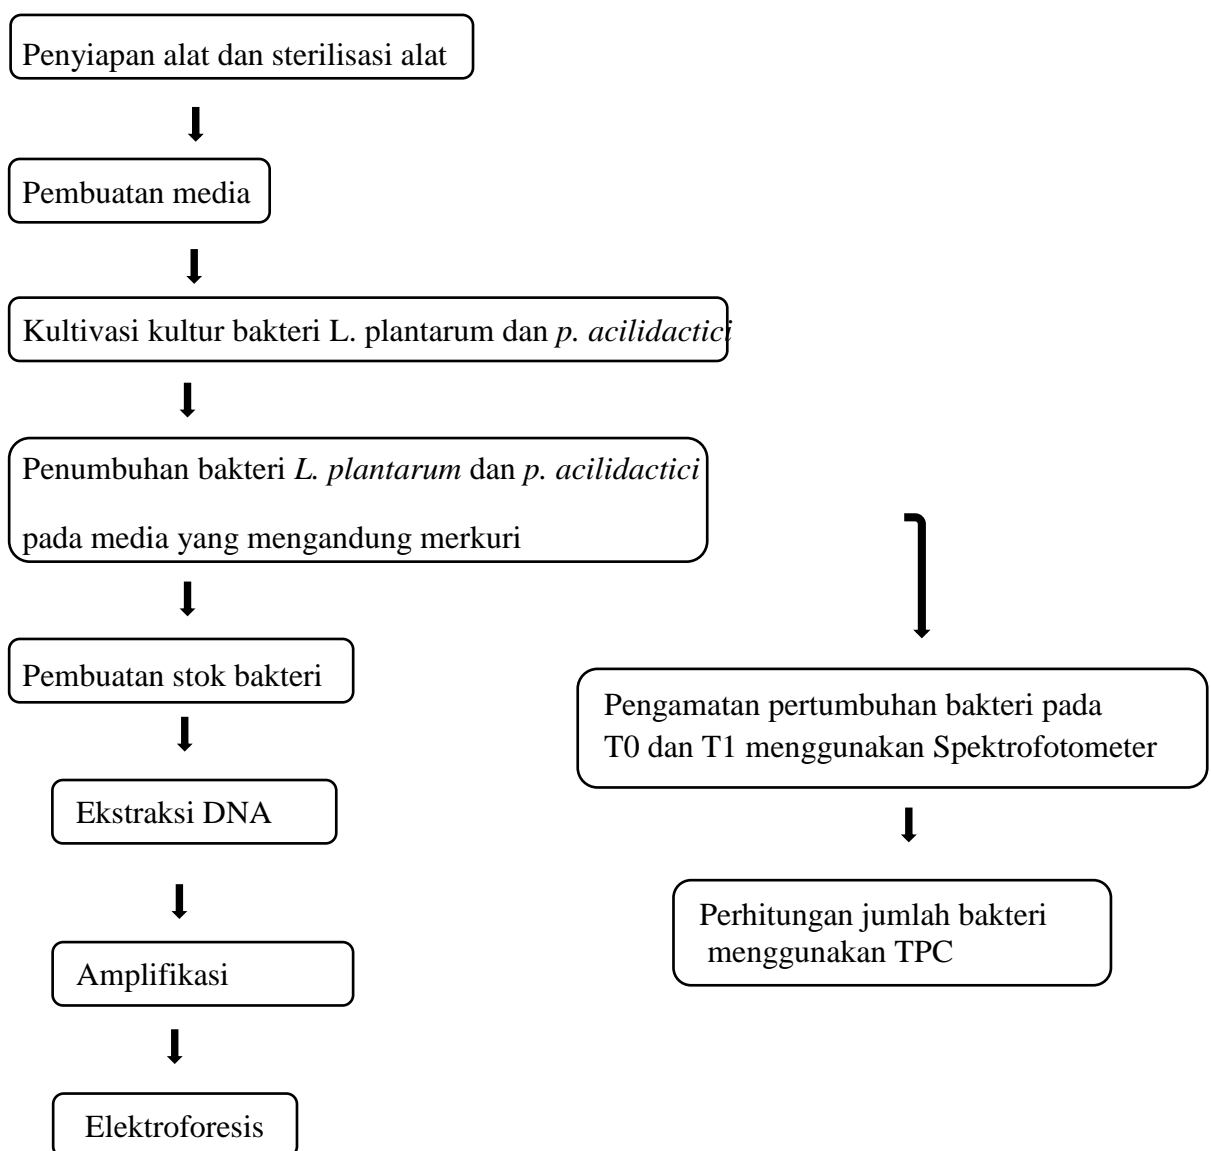 Penyiapan alat dan sterilisasi alat
Pembuatan media
Kultivasi kultur bakteri L. plantarum dan p. acilidactici
Penumbuhan bakteri L. plantarum dan p. acilidactici
pada media yang mengandung merkuri
Pembuatan stok bakteri
Ekstraksi DNA
Amplifikasi
Elektroforesis
Pengamatan pertumbuhan bakteri pada
T0 dan T1 menggunakan Spektrofotometer
Perhitungan jumlah bakteri
menggunakan TPC